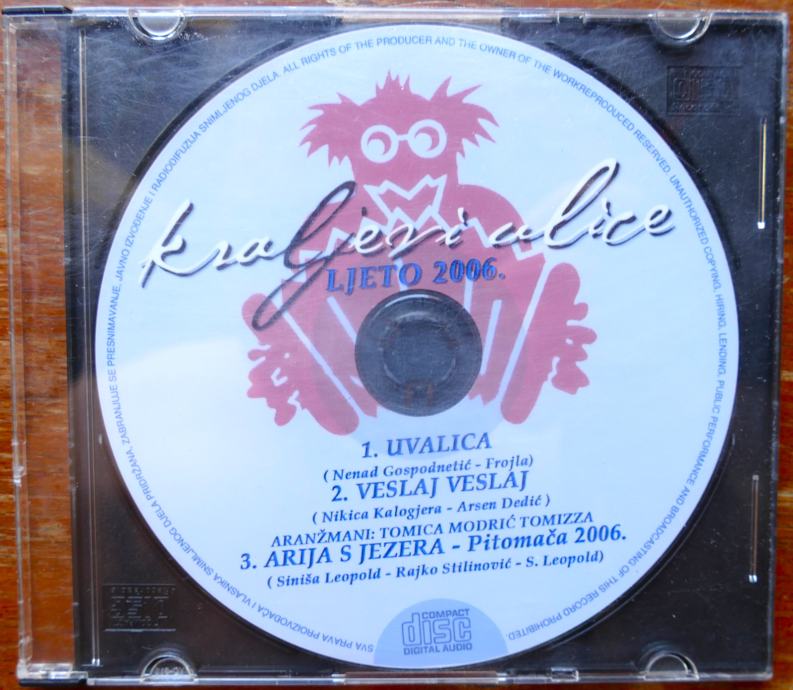 SVA PRAVA PROIZVOĐAČA I VLASNIKA SNIMLJENOG DJELA PRIDRŽANA. ZABRANJUJE SE PRESNIMAVANJE, JAVNO IZVOĐENJE I RADIODIFUZIJA SNIMLJENOG DJELA. ALL RIGHTS OF THE PRODUCER AND THE OWNER OF THE WORKREPRODUCED RESERVED. UNAUTHORIZED COPYING, HIRING, LENDING, PUBLIC PERFORMANCE AND BROADCASTING OF THIS RECORD PROHIBITED.
kraljevi ulice
LJETO 2006.
1. UVALICA
( Nenad Gospodnetić - Frojla)
2. VESLAJ VESLAJ
( Nikica Kalogjera - Arsen Dedić )
ARANŽMANI: TOMICA MODRIĆ TOMIZZA
3. ARIJA S JEZERA - Pitomača 2006.
( Siniša Leopold - Rajko Stilinović - S. Leopold)
COMPACT
disc
DIGITAL AUDIO